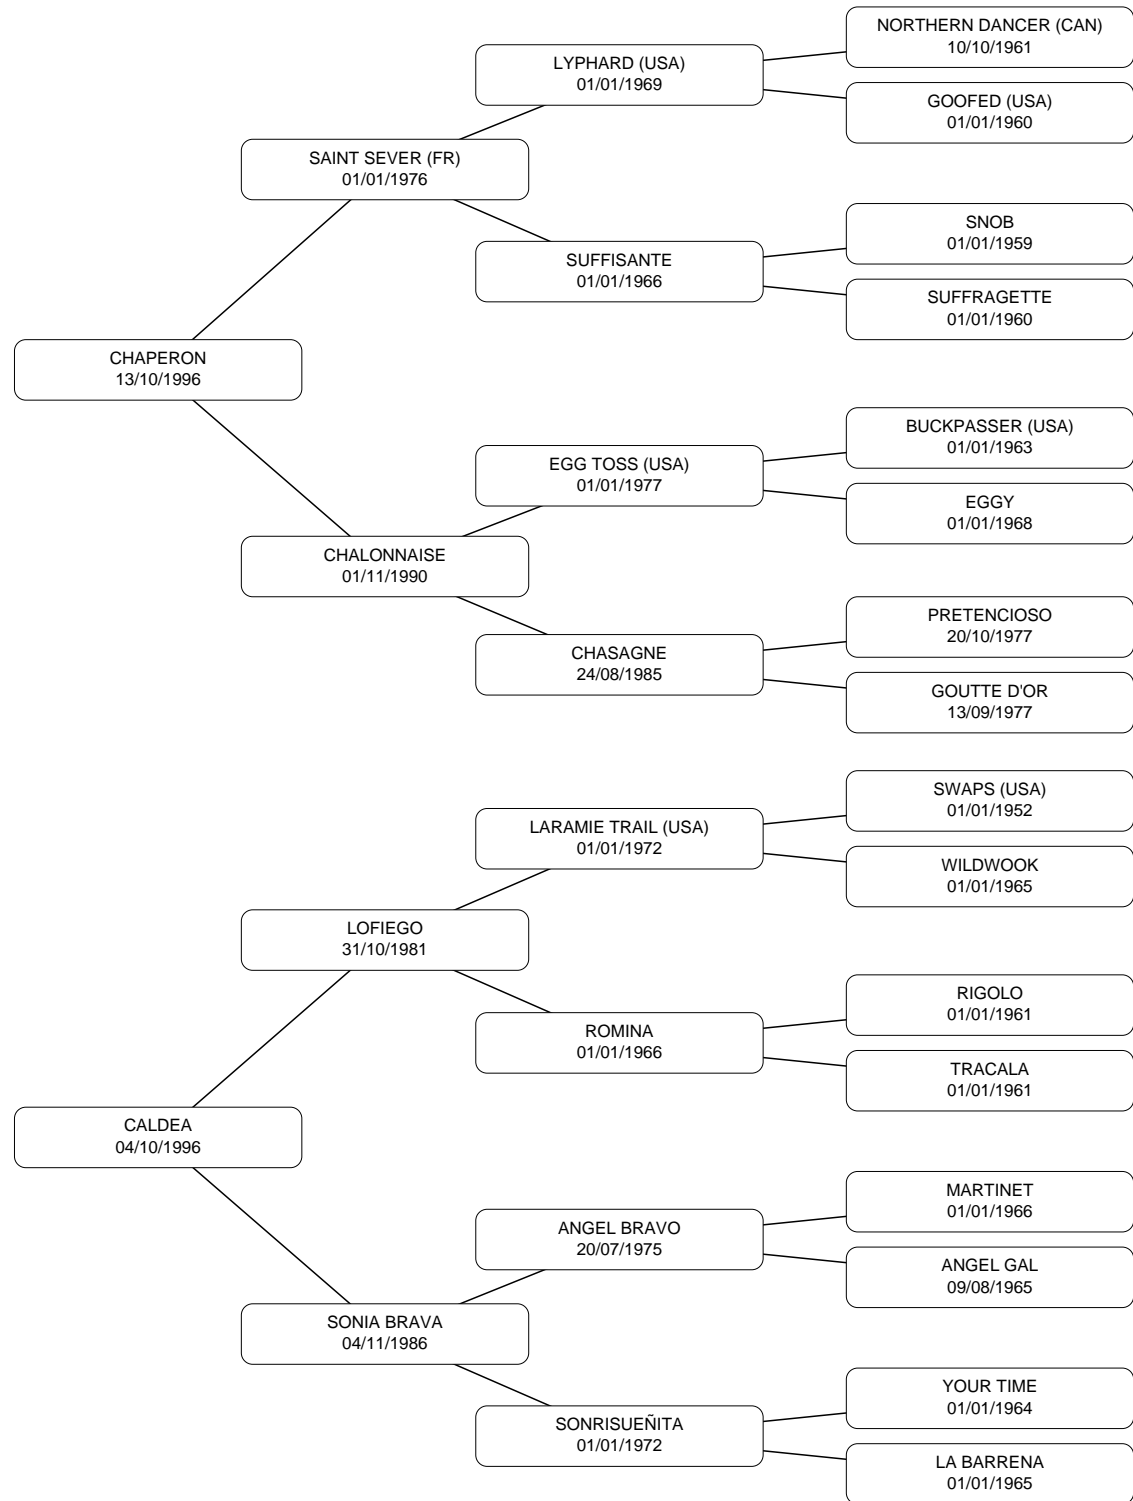 NORTHERN DANCER (CAN)
10/10/1961
LYPHARD (USA)
01/01/1969
GOOFED (USA)
01/01/1960
SAINT SEVER (FR)
01/01/1976
SNOB
01/01/1959
SUFFISANTE
01/01/1966
SUFFRAGETTE
01/01/1960
CHAPERON
13/10/1996
BUCKPASSER (USA)
01/01/1963
EGG TOSS (USA)
01/01/1977
EGGY
01/01/1968
CHALONNAISE
01/11/1990
PRETENCIOSO
20/10/1977
CHASAGNE
24/08/1985
GOUTTE D'OR
13/09/1977
SWAPS (USA)
01/01/1952
LARAMIE TRAIL (USA)
01/01/1972
WILDWOOK
01/01/1965
LOFIEGO
31/10/1981
RIGOLO
01/01/1961
ROMINA
01/01/1966
TRACALA
01/01/1961
CALDEA
04/10/1996
MARTINET
01/01/1966
ANGEL BRAVO
20/07/1975
ANGEL GAL
09/08/1965
SONIA BRAVA
04/11/1986
YOUR TIME
01/01/1964
SONRISUEÑITA
01/01/1972
LA BARRENA
01/01/1965